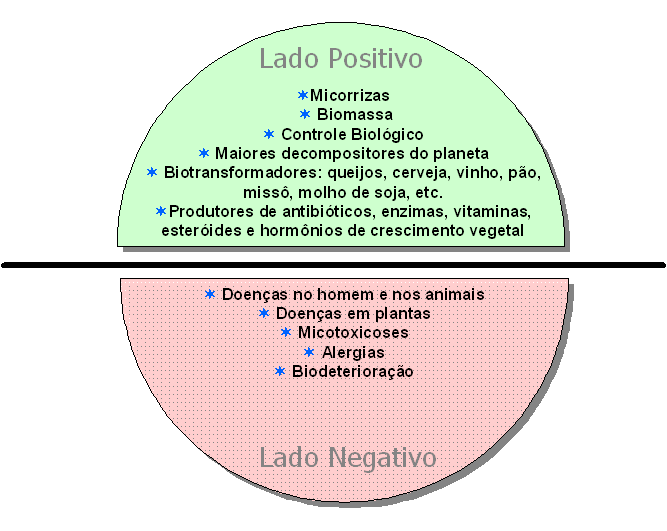 Lado Positivo
✶Micorrizas
✶ Biomassa
✶ Controle Biológico
✶ Maiores decompositores do planeta
✶ Biotransformadores: queijos, cerveja, vinho, pão,
missô, molho de soja, etc.
✶Produtores de antibióticos, enzimas, vitaminas,
esteróides e hormônios de crescimento vegetal
✶ Doenças no homem e nos animais
✶ Doenças em plantas
✶ Micotoxicoses
✶ Alergias
✶ Biodeterioração
Lado Negativo